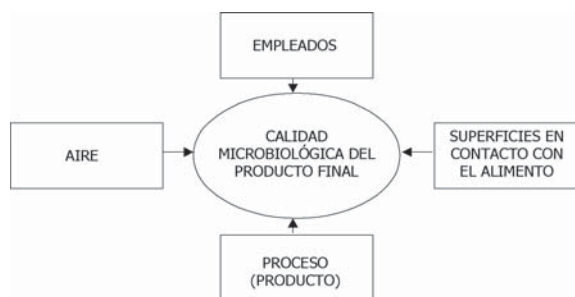 EMPLEADOS
AIRE
CALIDAD
MICROBIOLÓGICA DEL
PRODUCTO FINAL
SUPERFICIES EN
CONTACTO CON
EL ALIMENTO
PROCESO
(PRODUCTO)